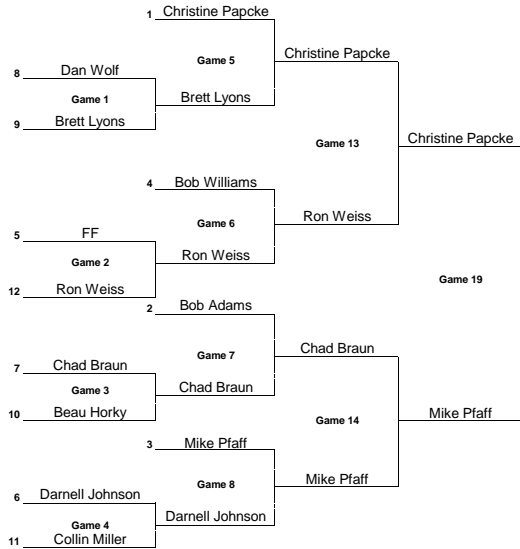 1 Christine Papcke
Christine Papcke
Game 5
8 Dan Wolf
Game 1
Brett Lyons
9 Brett Lyons
Game 13
Christine Papcke
4 Bob Williams
Game 6
Ron Weiss
5 FF
Game 2
Ron Weiss
12 Ron Weiss
Game 19
2 Bob Adams
Game 7
Chad Braun
7 Chad Braun
Game 3
Chad Braun
10 Beau Horky
Game 14
Mike Pfaff
3 Mike Pfaff
Game 8
Mike Pfaff
6 Darnell Johnson
Game 4
Darnell Johnson
11 Collin Miller